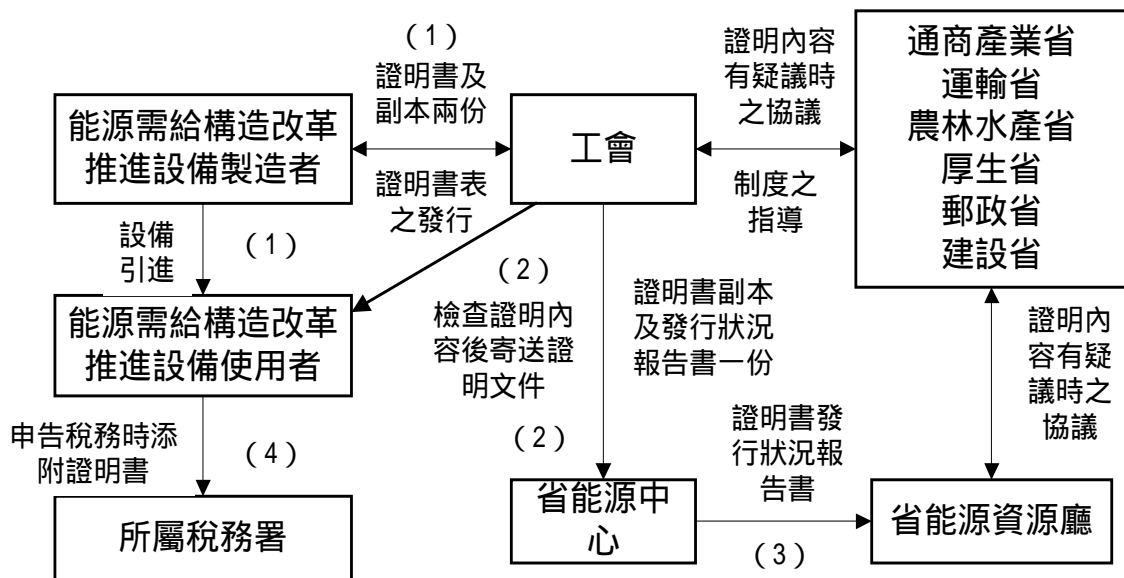 （1）
證明書及
副本兩份
證明內容
有疑議時
之協議
通商產業省
運輸省
農林水產省
厚生省
郵政省
建設省
能源需給構造改革
推進設備製造者
工會
證明書表
之發行
制度之
指導
設備
引進
（1）
（2）
檢查證明內
容後寄送證
明文件
證明書副本
及發行狀況
報告書一份
證明內
容有疑
議時之
協議
能源需給構造改革
推進設備使用者
申告稅務時添
附證明書
（4）
（2）
證明書發
行狀況報
告書
所屬稅務署
省能源中
心
（3）
省能源資源廳